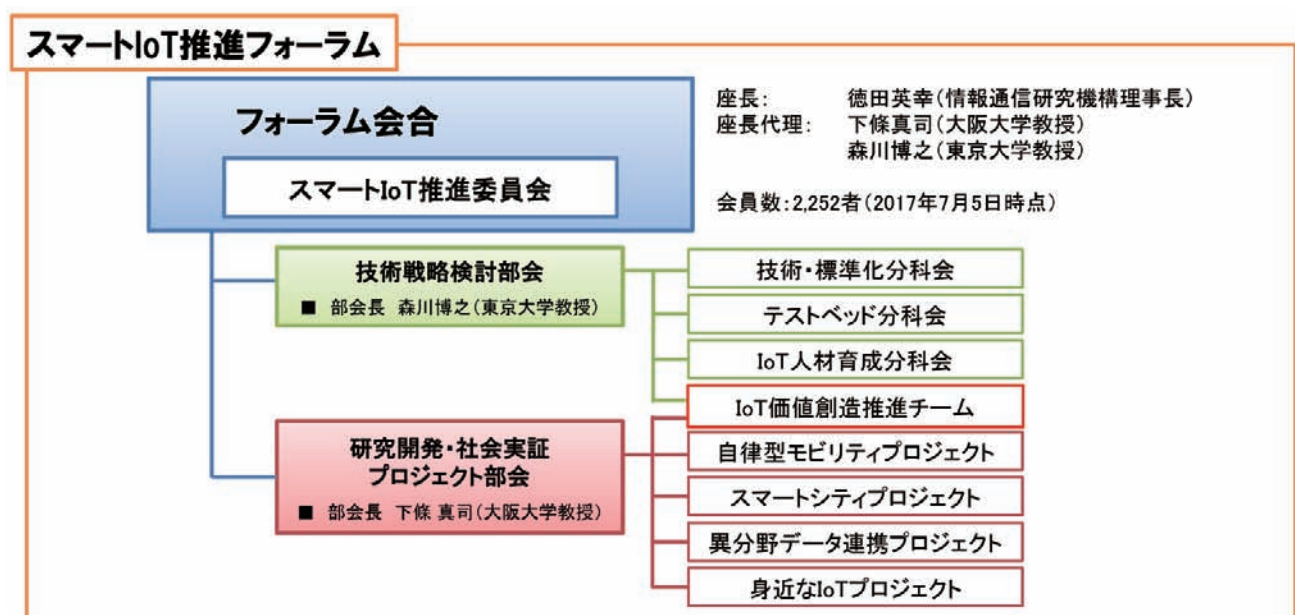 スマートIoT推進フォーラム
フォーラム会合
スマートIoT推進委員会
座長: 徳田英幸(情報通信研究機構理事長)
座長代理: 下條真司(大阪大学教授)
森川博之(東京大学教授)
会員数:2,252者(2017年7月5日時点)
技術戦略検討部会
■ 部会長 森川博之(東京大学教授)
技術・標準化分科会
テストベッド分科会
IoT人材育成分科会
IoT価値創造推進チーム
研究開発・社会実証
プロジェクト部会
■ 部会長 下條 真司(大阪大学教授)
自律型モビリティプロジェクト
スマートシティプロジェクト
異分野データ連携プロジェクト
身近なIoTプロジェクト